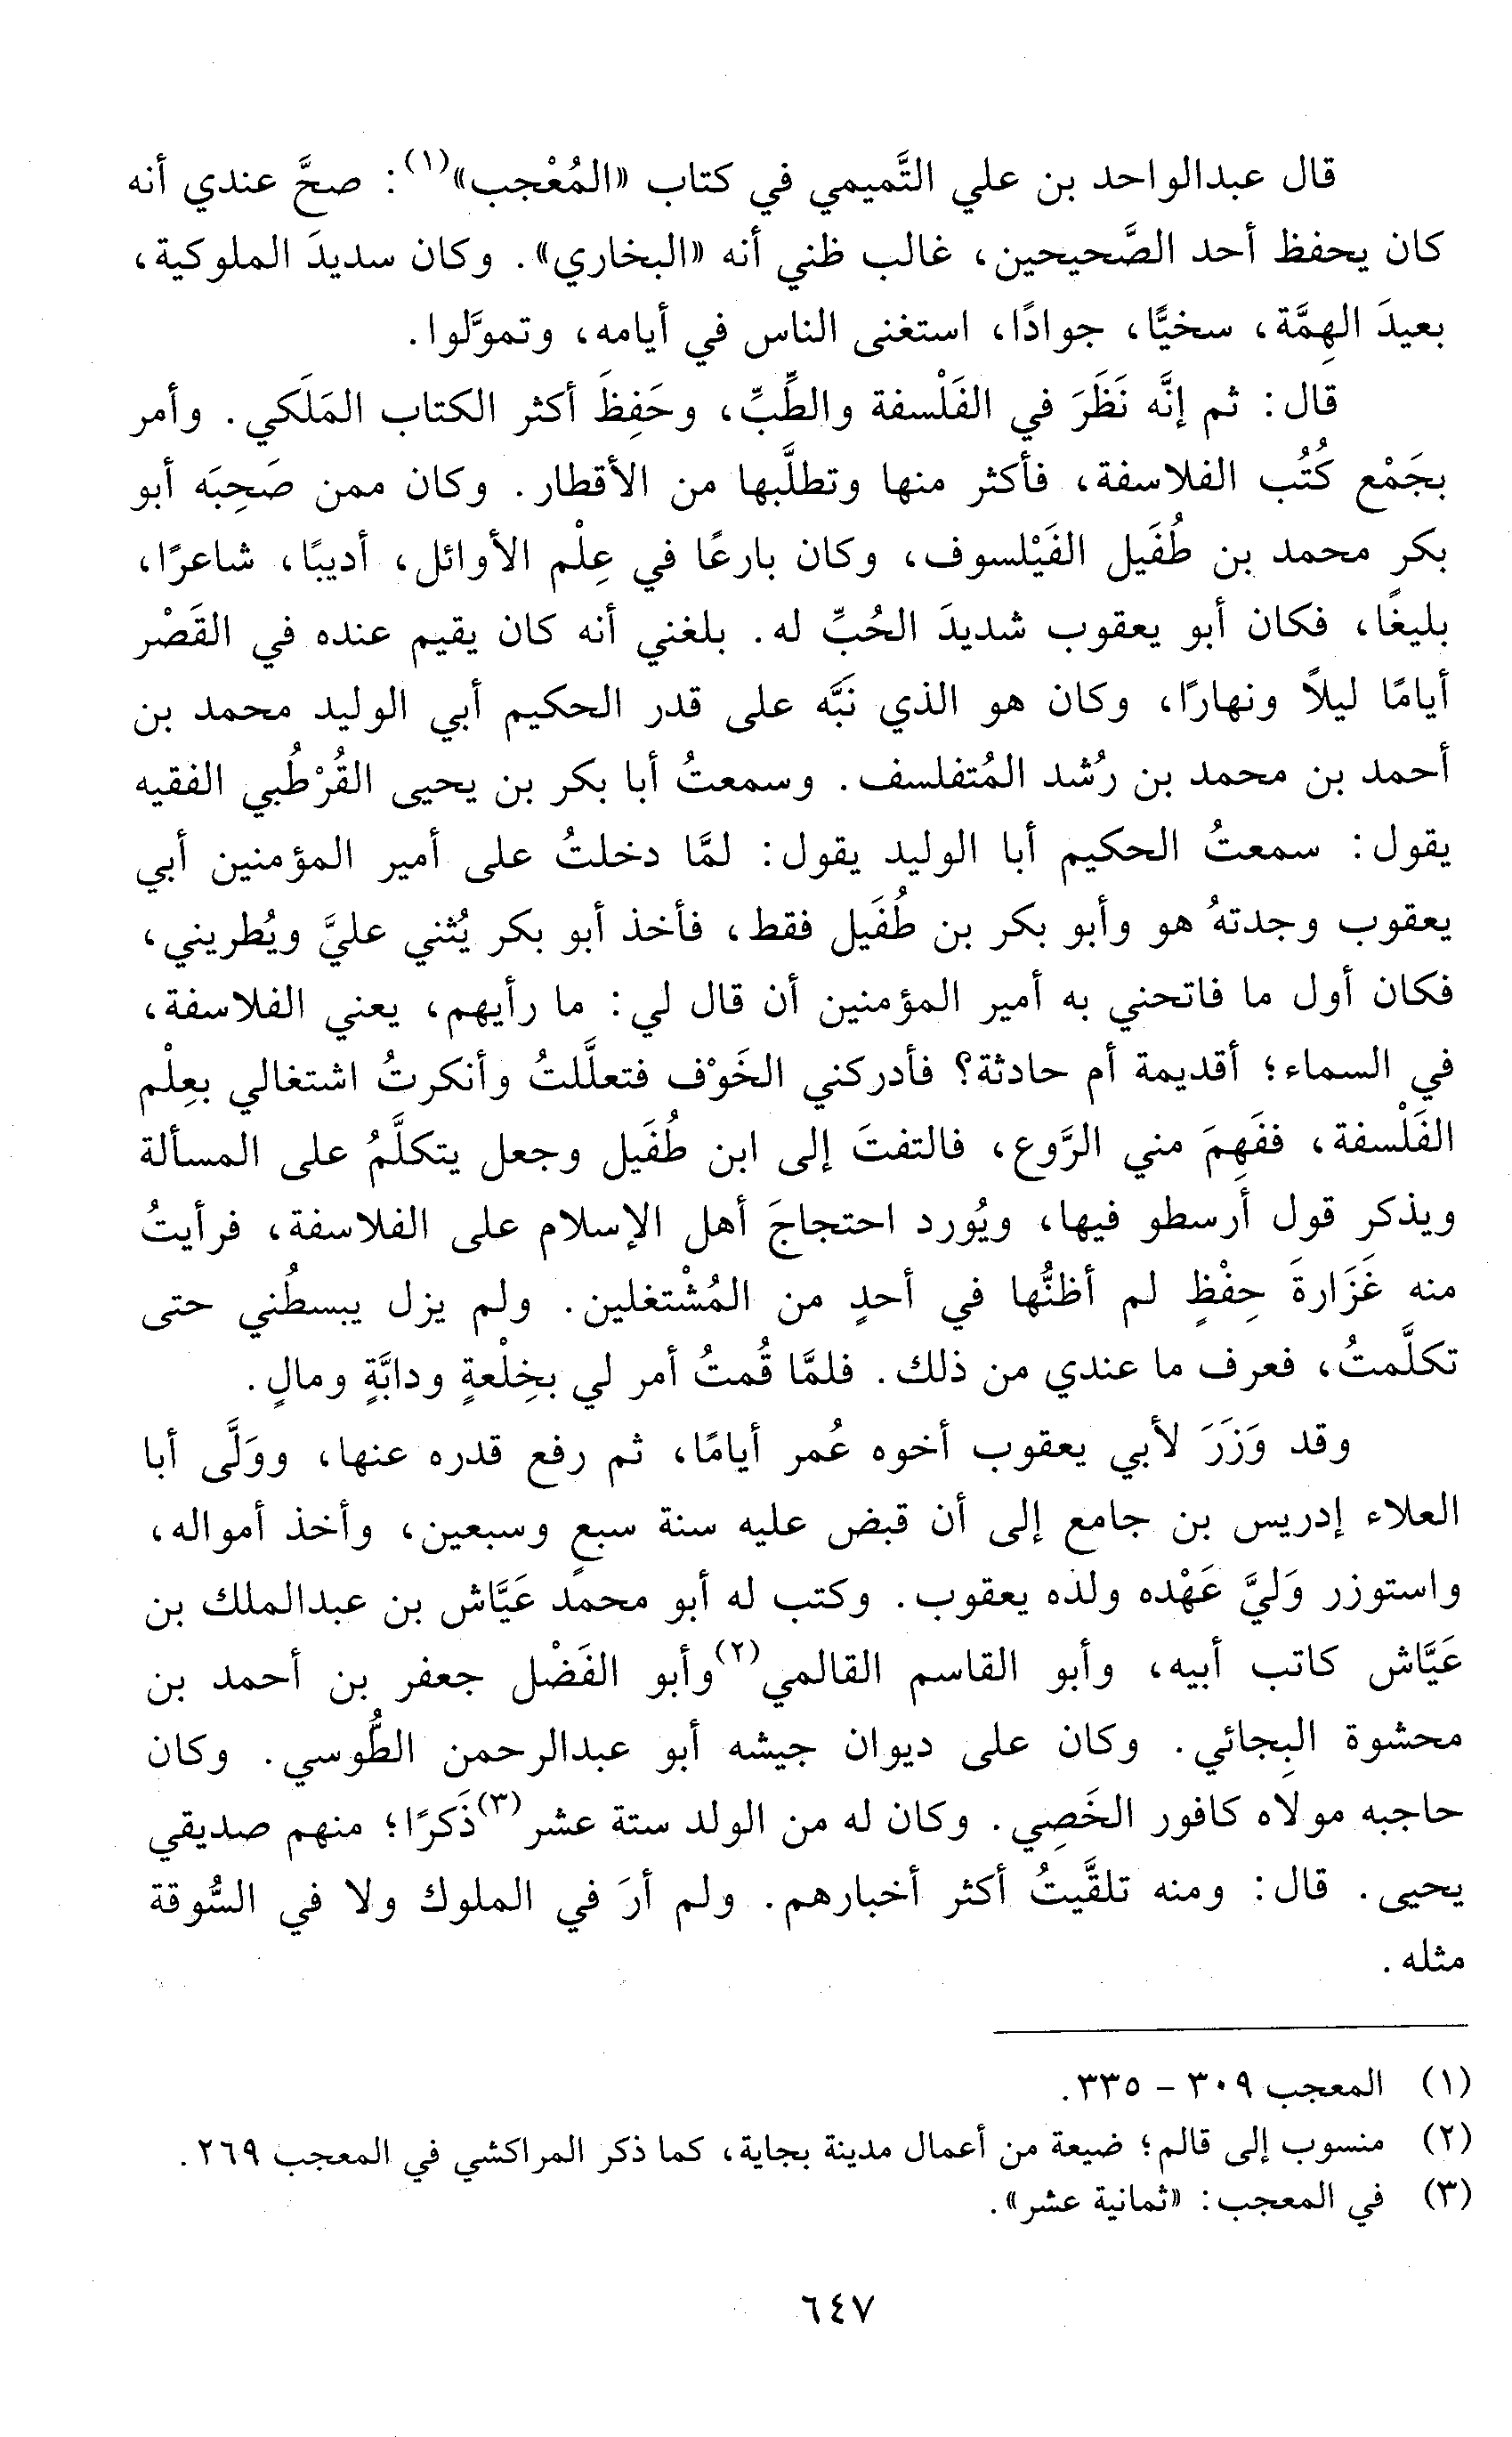 قال عبدالواحد بن علي التَّميمي في كتاب «المُعْجب»(١): صحَّ عندي أنه
كان يحفظ أحد الصَّحيحين، غالب ظني أنه «البخاري». وكان سديدَ الملوكية،
بعيدَ الهِمَّة، سخيًّا، جوادًا، استغنى الناس في أيامه، وتموَّلوا.
قال: ثم إنَّه نَظَرَ في الفَلْسفة والطِّبِّ، وحَفِظَ أكثر الكتاب المَلَكي. وأمر
بجَمْع كُتُب الفلاسفة، فأكثر منها وتطلَّبها من الأقطار. وكان ممن صَحِبَه أبو
بكر محمد بن طُفَيل الفَيْلسوف، وكان بارعًا في عِلْم الأوائل، أديبًا، شاعرًا،
بليغًا، فكان أبو يعقوب شديدَ الحُبِّ له. بلغني أنه كان يقيم عنده في القَصْر
أيامًا ليلاً ونهارًا، وكان هو الذي نَبَّه على قدر الحكيم أبي الوليد محمد بن
أحمد بن محمد بن رُشد المُتفلسف. وسمعتُ أبا بكر بن يحيى القُرْطُبي الفقيه
يقول: سمعتُ الحكيم أبا الوليد يقول: لمَّا دخلتُ على أمير المؤمنين أبي
يعقوب وجدتهُ هو وأبو بكر بن طُفَيل فقط، فأخذ أبو بكر يُثني عليَّ ويُطريني،
فكان أول ما فاتحني به أمير المؤمنين أن قال لي: ما رأيهم، يعني الفلاسفة،
في السماء؛ أقديمة أم حادثة؟ فأدركني الخَوْف فتعلَّلتُ وأنكرتُ اشتغالي بعِلْم
الفَلْسفة، ففَهِمَ مني الرَّوع، فالتفتَ إلى ابن طُفَيل وجعل يتكلَّمُ على المسألة
ويذكر قول أرسطو فيها، ويُورد احتجاجَ أهل الإسلام على الفلاسفة، فرأيتُ
منه غَزَارةَ حِفْظٍ لم أظنُّها في أحدٍ من المُشْتغلين. ولم يزل يبسطُني حتى
تكلَّمتُ، فعرف ما عندي من ذلك. فلمَّا قُمتُ أمر لي بخِلْعةٍ ودابَّةٍ ومالٍ.
وقد وَزَرَ لأبي يعقوب أخوه عُمر أيامًا، ثم رفع قدره عنها، ووَلَّى أبا
العلاء إدريس بن جامع إلى أن قبض عليه سنة سبعٍ وسبعين، وأخذ أمواله،
واستوزر وَليَّ عَهْده ولده يعقوب. وكتب له أبو محمد عَيَّاش بن عبدالملك بن
عَيَّاش كاتب أبيه، وأبو القاسم القالمي(٢) وأبو الفَضْل جعفر بن أحمد بن
محشوة البِجائي. وكان على ديوان جيشه أبو عبدالرحمن الطُّوسي. وكان
حاجبه مولاه كافور الخَصِي. وكان له من الولد ستة عشر(٣) ذَكرًا؛ منهم صديقي
يحيى. قال: ومنه تلقَّيتُ أكثر أخبارهم. ولم أرَ في الملوك ولا في السُّوقة
مثله.
(١) المعجب ٣٠٩ - ٣٣٥.
(٢) منسوب إلى قالم؛ ضيعة من أعمال مدينة بجاية، كما ذكر المراكشي في المعجب ٢٦٩.
(٣) في المعجب: «ثمانية عشر».
٦٤٧